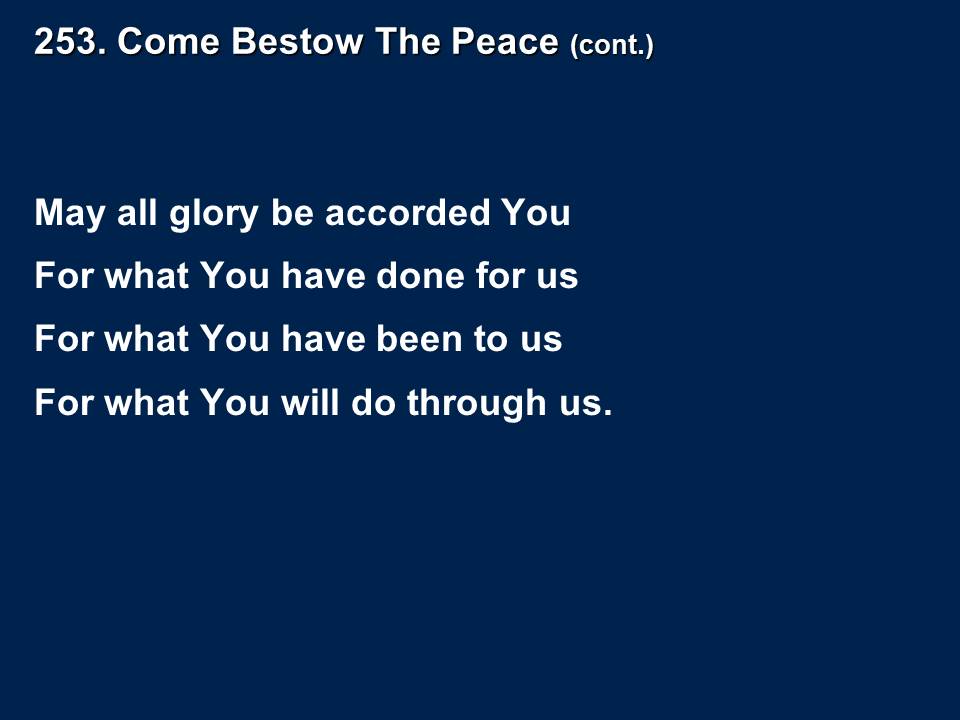 253. Come Bestow The Peace (cont.)
May all glory be accorded You
For what You have done for us
For what You have been to us
For what You will do through us.